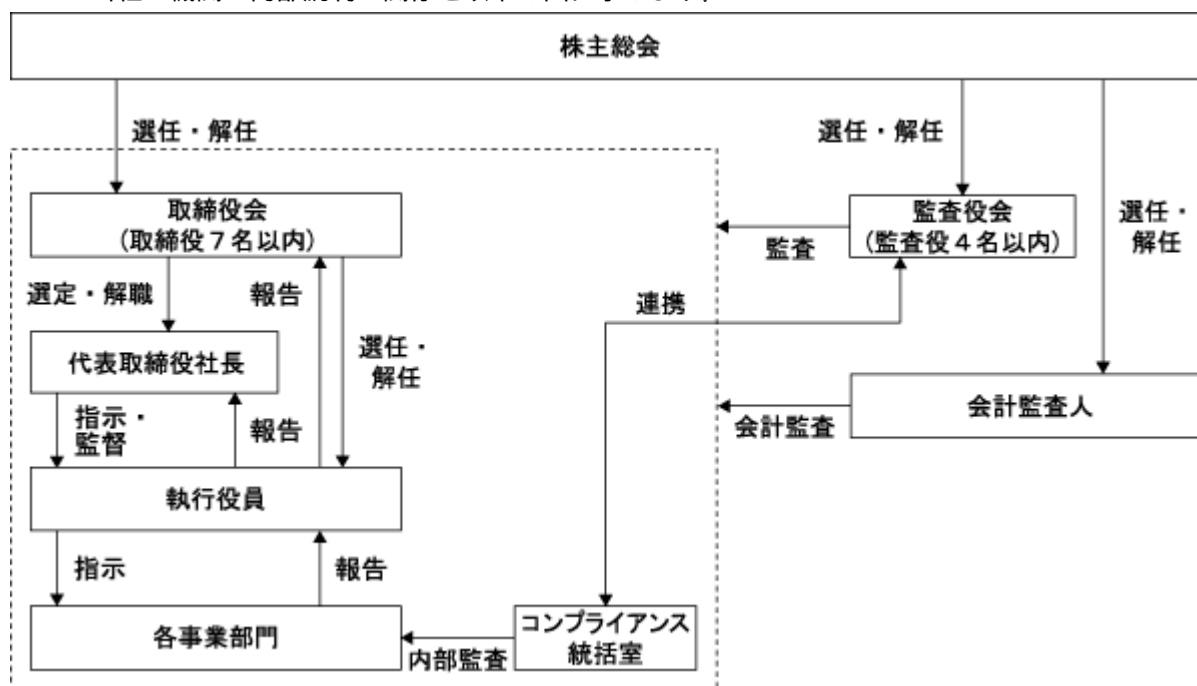 株主総会
選任・解任
選任・解任
選任・
解任
取締役会
（取締役７名以内）
監査役会
（監査役４名以内）
監査
選定・解職
報告
連携
選任・
解任
代表取締役社長
指示・
監督
報告
会計監査人
会計監査
執行役員
指示
報告
各事業部門
内部監査
コンプライアンス
統括室